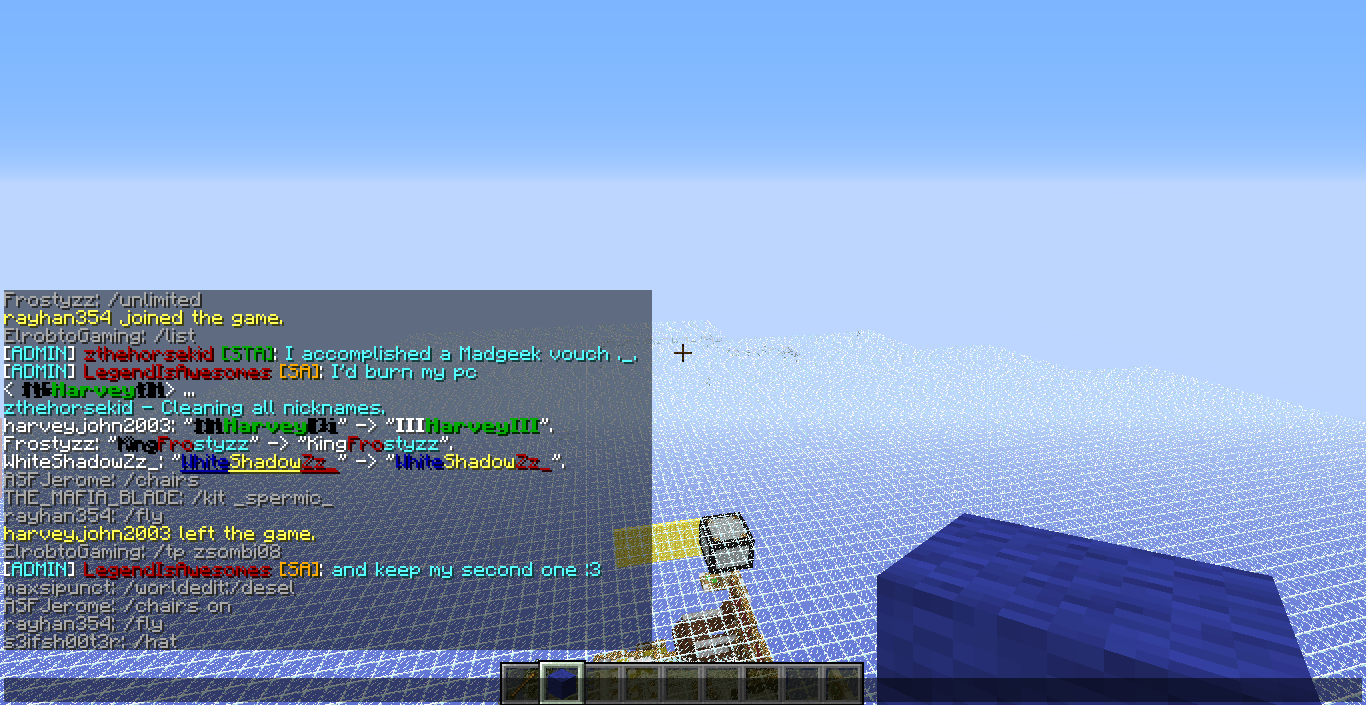 Frostyzz: /unlimited
rayhan354 joined the game.
ElrobtoGaming: /list
[ADMIN] zthehorsekid [STA]: I accomplished a Madgeek vouch ._.
[ADMIN] LegendIsAwesomes [SA]: I'd burn my pc
< Harvey > ...
zthehorsekid - Cleaning all nicknames.
harveyjohn2003: " Harvey " -> "IIIHarveyIII".
Frostyzz: "KingFrostyzz" -> "KingFrostyzz".
WhiteShadowZz_: "WhiteShadowZz_" -> "WhiteShadowZz_".
ASFJerome: /chairs
THE_MAFIA_BLADE: /kit _spermic_
rayhan354: /fly
harveyjohn2003 left the game.
ElrobtoGaming: /tp zsombi08
[ADMIN] LegendIsAwesomes [SA]: and keep my second one :3
maxsipunct: /worldedit:/desel
ASFJerome: /chairs on
rayhan354: /fly
s3ifsh00t3r: /hat